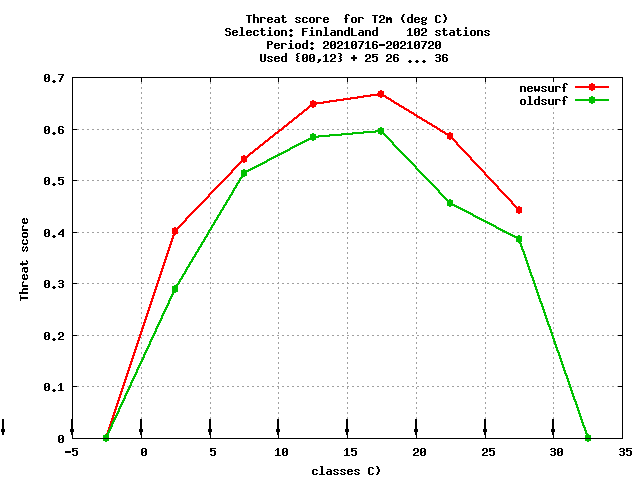 Threat score  for T2m (deg C)
Selection: FinlandLand    102 stations
Period: 20210716-20210720
Used {00,12} + 25 26 ... 36
newsurf
oldsurf
Threat score
0.7
0.6
0.5
0.4
0.3
0.2
0.1
0
-5 0 5 10 15 20 25 30 35
classes C)